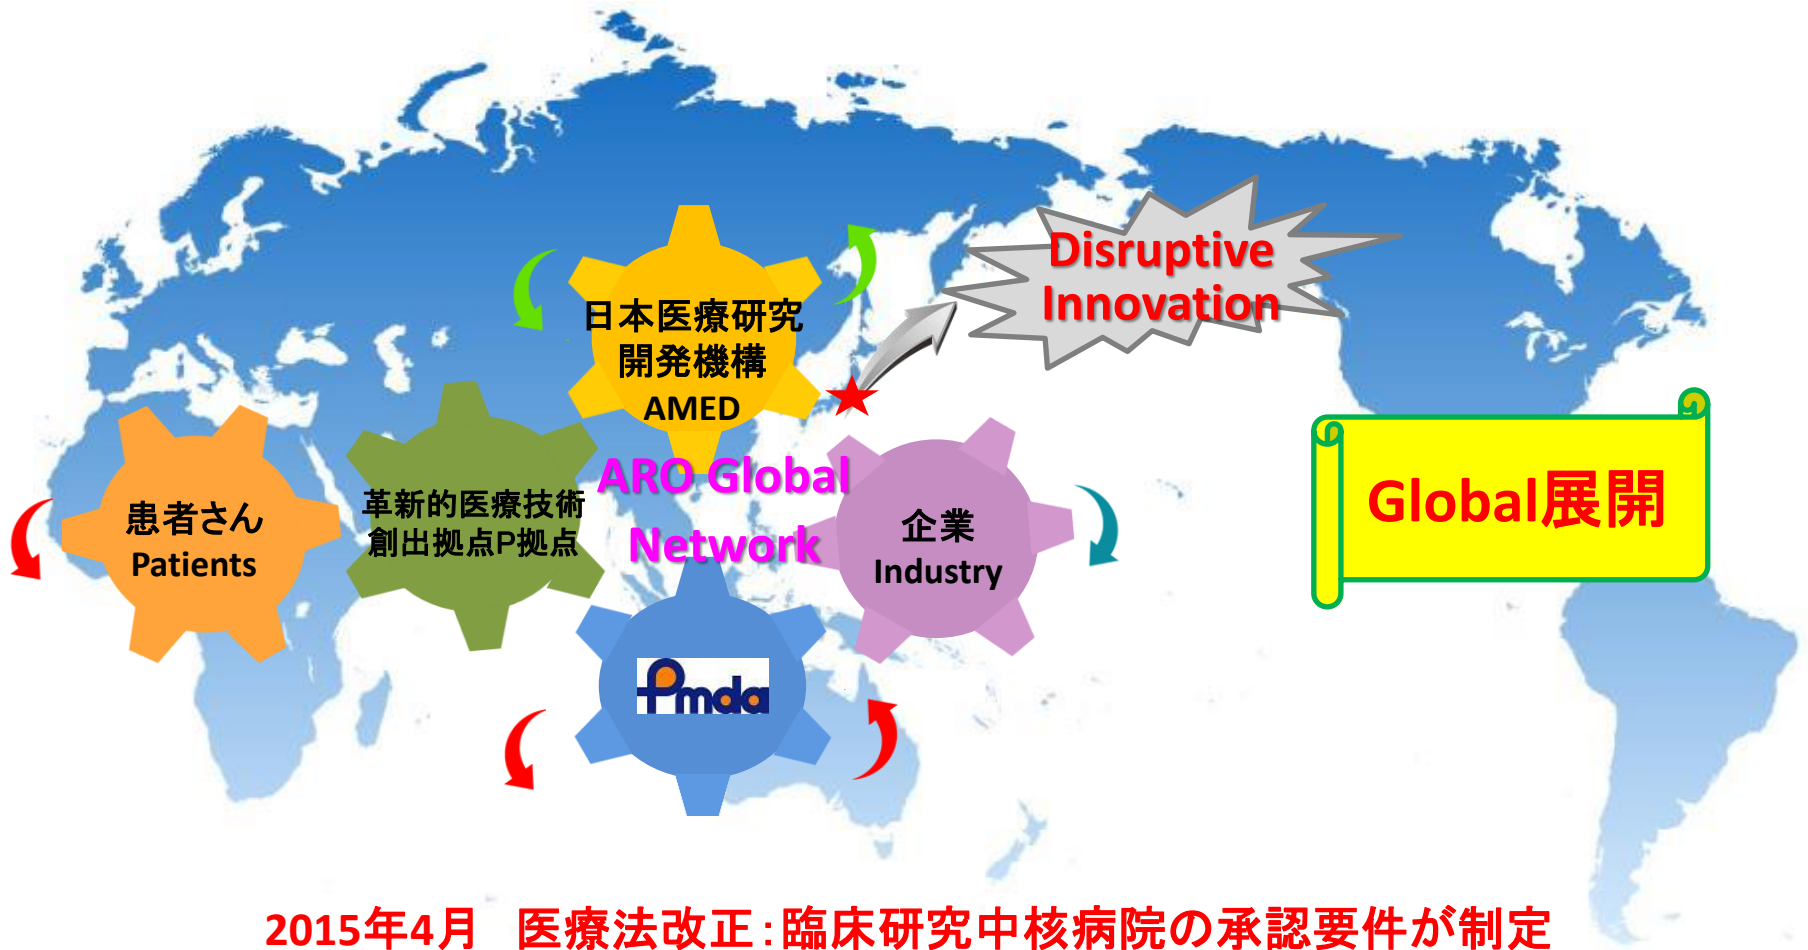 Disruptive
Innovation
日本医療研究
開発機構
AMED
ARO Global
Network
患者さん
Patients
革新的医療技術
創出拠点P拠点
企業
Industry
Global展開
Pmda
2015年4月 医療法改正:臨床研究中核病院の承認要件が制定